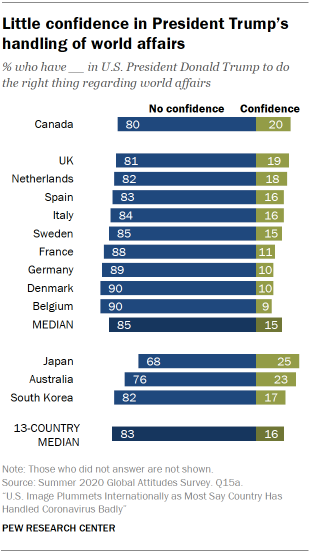 Little confidence in President Trump's
handling of world affairs
% who have __ in U.S. President Donald Trump to do
the right thing regarding world affairs
No confidence Confidence
Canada 80 20
UK 81 19
Netherlands 82 18
Spain 83 16
Italy 84 16
Sweden 85 15
France 88 11
Germany 89 10
Denmark 90 10
Belgium 90 9
MEDIAN 85 15
Japan 68 25
Australia 76 23
South Korea 82 17
13-COUNTRY
MEDIAN 83 16
Note: Those who did not answer are not shown.
Source: Summer 2020 Global Attitudes Survey. Q15a.
"U.S. Image Plummets Internationally as Most Say Country Has
Handled Coronavirus Badly"
PEW RESEARCH CENTER